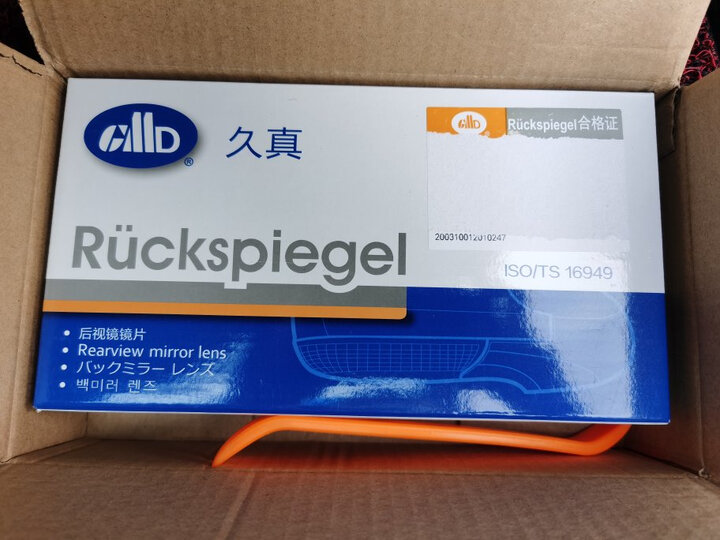 久真
®
Rückspiegel
Rückspiegel合格证
200310012010247
ISO/TS 16949
• 后视镜镜片
• Rearview mirror lens
• バックミラー レンズ
• 백미러 렌즈